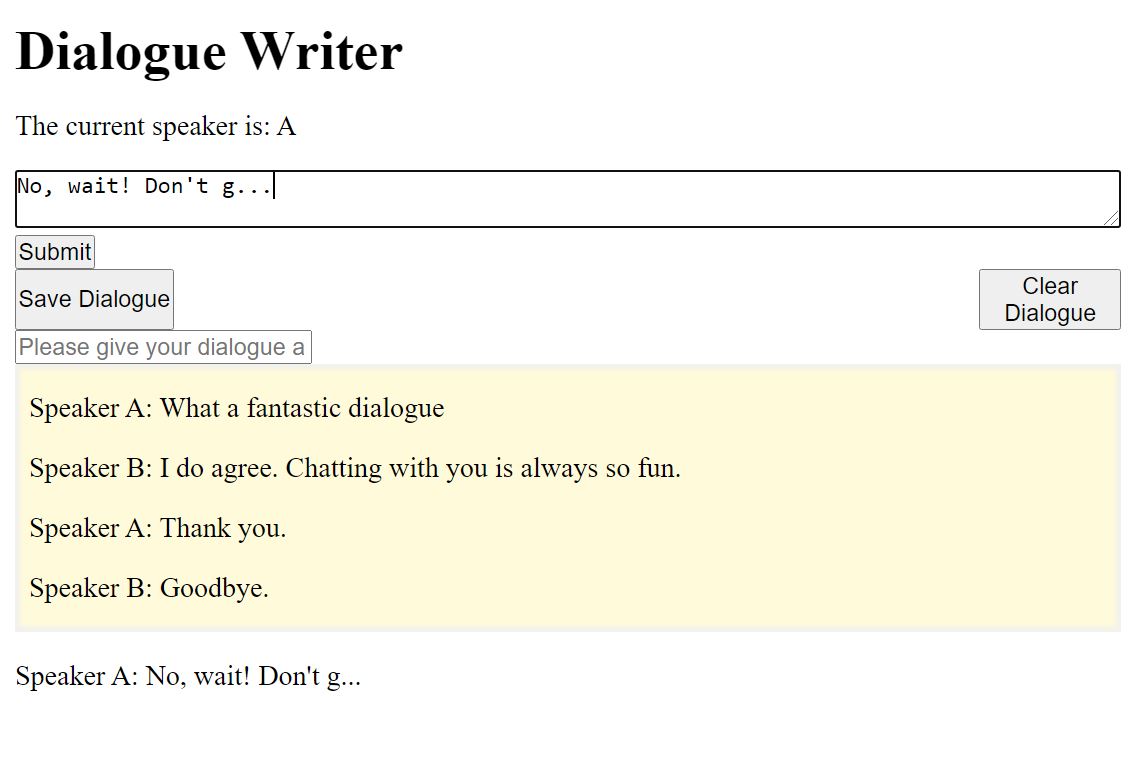 Dialogue Writer
The current speaker is: A
No, wait! Don't g...
Submit
Save Dialogue
Clear
Dialogue
Please give your dialogue a
Speaker A: What a fantastic dialogue
Speaker B: I do agree. Chatting with you is always so fun.
Speaker A: Thank you.
Speaker B: Goodbye.
Speaker A: No, wait! Don't g...